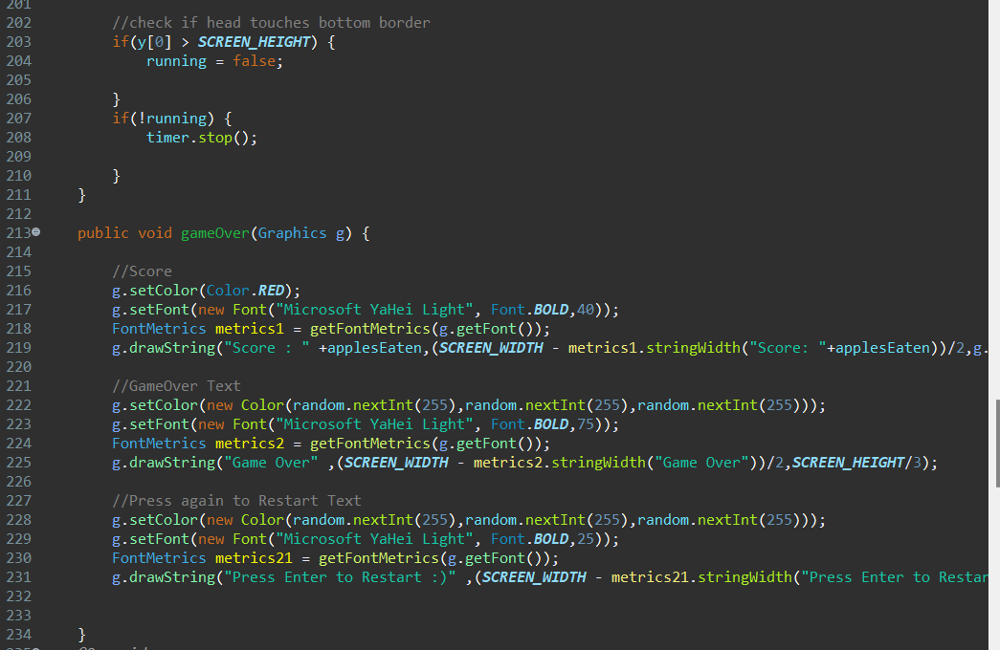 201
202 //check if head touches bottom border
203 if(y[0] > SCREEN_HEIGHT) {
204 running = false;
205
206 }
207 if(!running) {
208 timer.stop();
209
210 }
211 }
212
213 public void gameOver(Graphics g) {
214
215 //Score
216 g.setColor(Color.RED);
217 g.setFont(new Font("Microsoft YaHei Light", Font.BOLD,40));
218 FontMetrics metrics1 = getFontMetrics(g.getFont());
219 g.drawString("Score : " +applesEaten,(SCREEN_WIDTH - metrics1.stringWidth("Score: "+applesEaten))/2,g.
220
221 //GameOver Text
222 g.setColor(new Color(random.nextInt(255),random.nextInt(255),random.nextInt(255)));
223 g.setFont(new Font("Microsoft YaHei Light", Font.BOLD,75));
224 FontMetrics metrics2 = getFontMetrics(g.getFont());
225 g.drawString("Game Over" ,(SCREEN_WIDTH - metrics2.stringWidth("Game Over"))/2,SCREEN_HEIGHT/3);
226
227 //Press again to Restart Text
228 g.setColor(new Color(random.nextInt(255),random.nextInt(255),random.nextInt(255)));
229 g.setFont(new Font("Microsoft YaHei Light", Font.BOLD,25));
230 FontMetrics metrics21 = getFontMetrics(g.getFont());
231 g.drawString("Press Enter to Restart :)" ,(SCREEN_WIDTH - metrics21.stringWidth("Press Enter to Restar
232
233
234 }